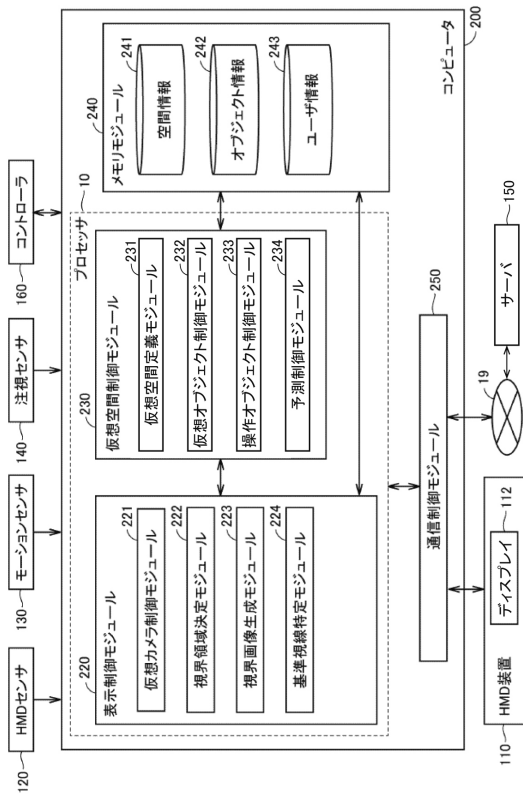 120
HMDセンサ
130
モーションセンサ
140
注視センサ
160
コントローラ
200
コンピュータ
プロセッサ
10
220
表示制御モジュール
221
仮想カメラ制御モジュール
222
視界領域決定モジュール
223
視界画像生成モジュール
224
基準視線特定モジュール
230
仮想空間制御モジュール
231
仮想空間定義モジュール
232
仮想オブジェクト制御モジュール
233
操作オブジェクト制御モジュール
234
予測制御モジュール
240
メモリモジュール
241
空間情報
242
オブジェクト情報
243
ユーザ情報
250
通信制御モジュール
110
HMD装置
112
ディスプレイ
19
150
サーバ